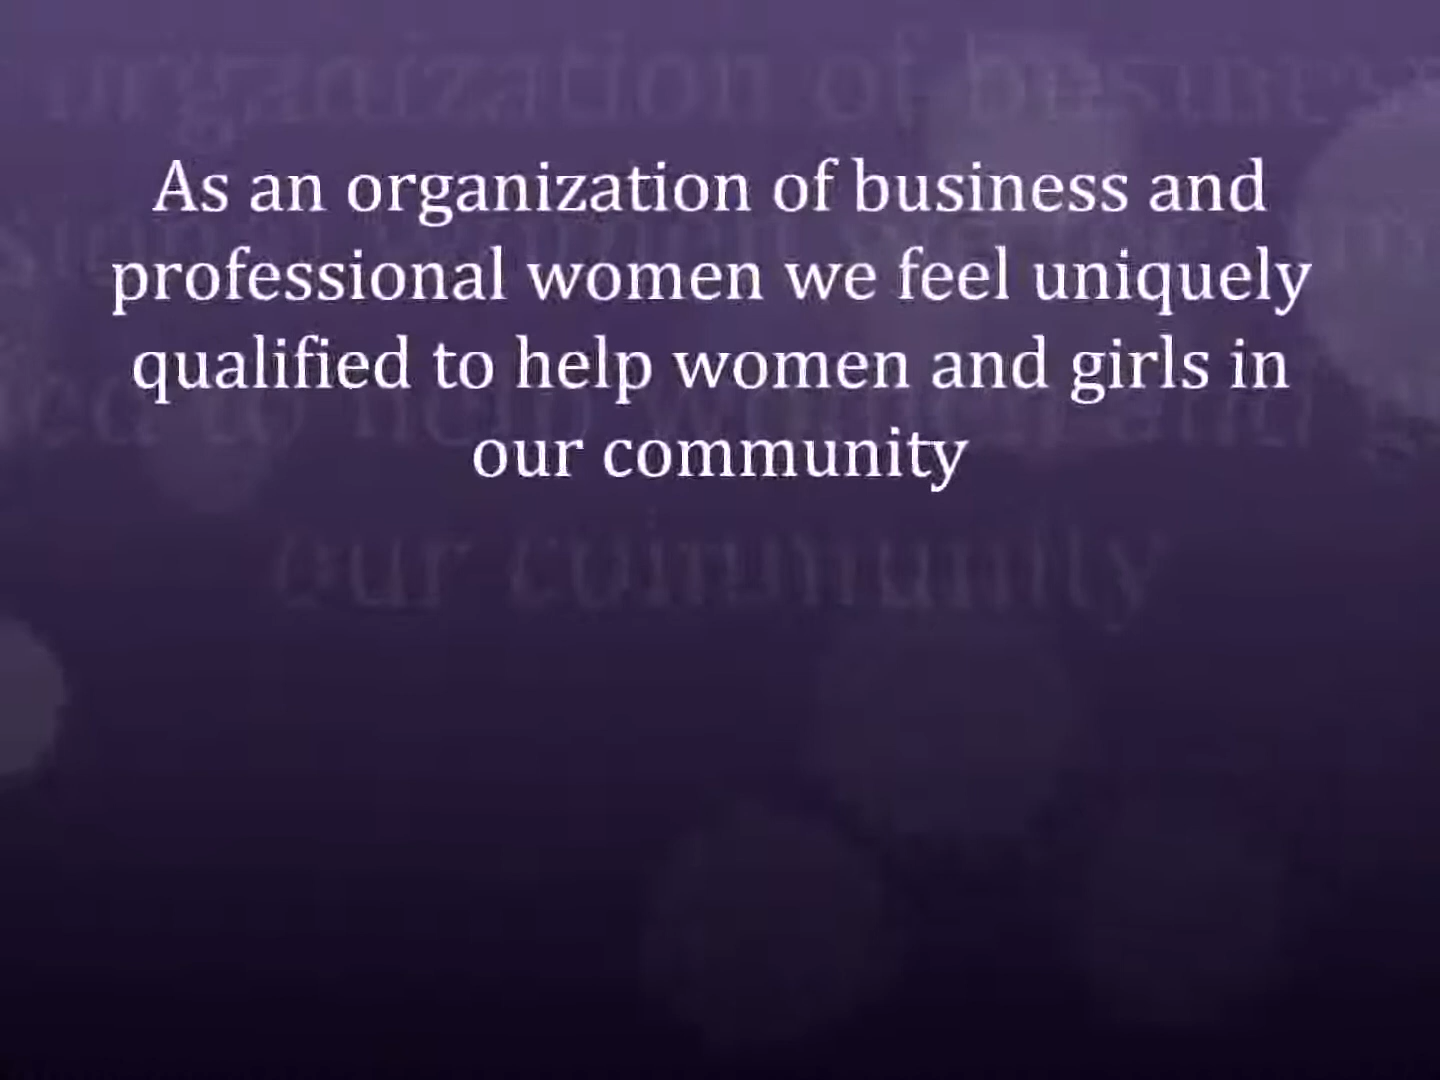 As an organization of business and
professional women we feel uniquely
qualified to help women and girls in
our community